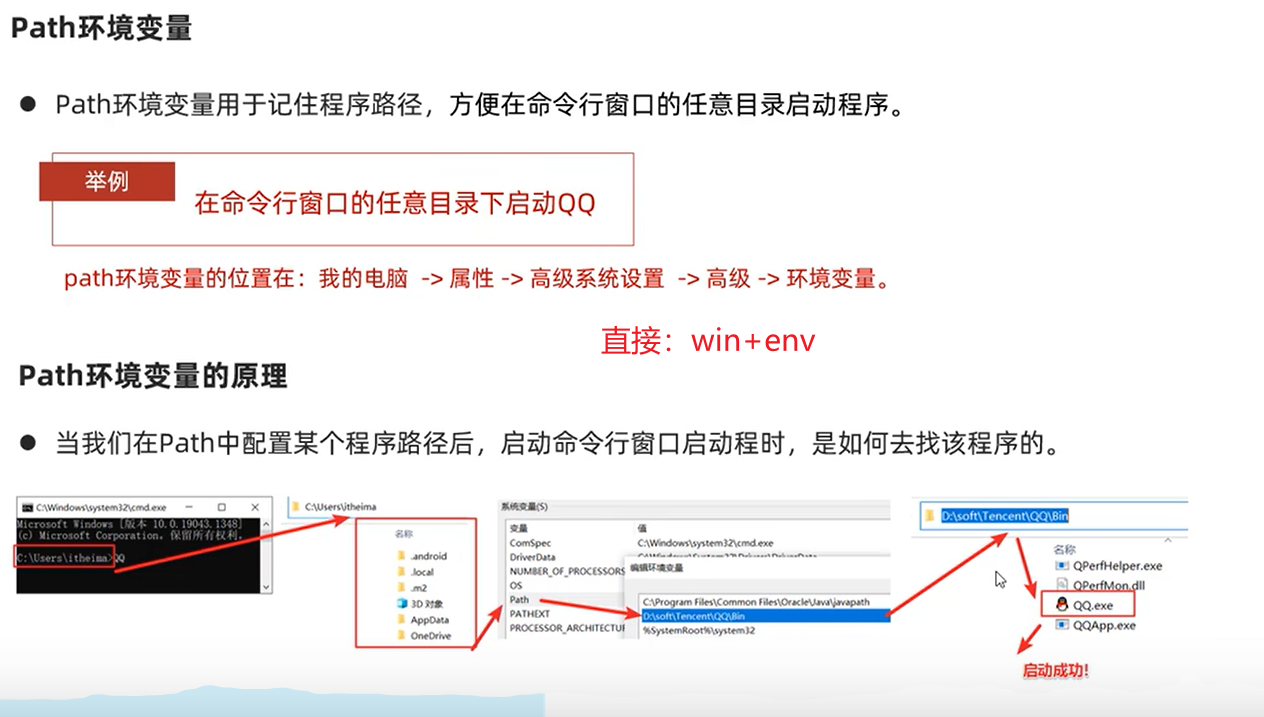 Path环境变量
● Path环境变量用于记住程序路径，方便在命令行窗口的任意目录启动程序。
举例
在命令行窗口的任意目录下启动QQ
path环境变量的位置在：我的电脑 -> 属性 -> 高级系统设置 -> 高级 -> 环境变量。
直接：win+env
Path环境变量的原理
● 当我们在Path中配置某个程序路径后，启动命令行窗口启动程时，是如何去找该程序的。
C:\Windows\system32\cmd.exe
Microsoft Windows [版本 10.0.19043.1348]
(c) Microsoft Corporation. 保留所有权利。
C:\Users\itheima>QQ
C:\Users\itheima
名称
.android
.local
.m2
3D 对象
AppData
OneDrive
系统变量(S)
变量 值
ComSpec C:\Windows\system32\cmd.exe
DriverData C:\Windows\System32\Drivers\DriverData
NUMBER_OF_PROCESSORS
OS
Path
PATHEXT
PROCESSOR_ARCHITECTUR
编辑环境变量
C:\Program Files\Common Files\Oracle\Java\javapath
D:\soft\Tencent\QQ\Bin
%SystemRoot%\system32
D:\soft\Tencent\QQ\Bin
名称
QPerfHelper.exe
QPerfMon.dll
QQ.exe
QQApp.exe
启动成功!